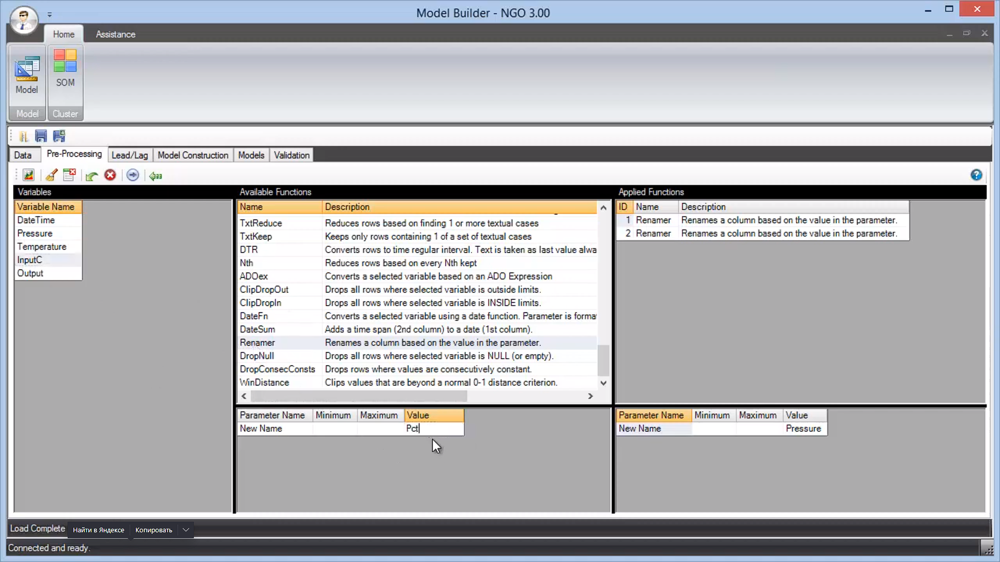 Model Builder - NGO 3.00
Home
Assistance
Model
SOM
Model
Cluster
Data
Pre-Processing
Lead/Lag
Model Construction
Models
Validation
Variables
Variable Name
DateTime
Pressure
Temperature
InputC
Output
Available Functions
Name Description
TxtReduce Reduces rows based on finding 1 or more textual cases
TxtKeep Keeps only rows containing 1 of a set of textual cases
DTR Converts rows to time regular interval. Text is taken as last value alwa
Nth Reduces rows based on every Nth kept
ADOex Converts a selected variable based on an ADO Expression
ClipDropOut Drops all rows where selected variable is outside limits.
ClipDropIn Drops all rows where selected variable is INSIDE limits.
DateFn Converts a selected variable using a date function. Parameter is forma
DateSum Adds a time span (2nd column) to a date (1st column).
Renamer Renames a column based on the value in the parameter.
DropNull Drops all rows where selected variable is NULL (or empty).
DropConsecConsts Drops rows where values are consecutively constant.
WinDistance Clips values that are beyond a normal 0-1 distance criterion.
Parameter Name Minimum Maximum Value
New Name Pct
Applied Functions
ID Name Description
1 Renamer Renames a column based on the value in the parameter.
2 Renamer Renames a column based on the value in the parameter.
Parameter Name Minimum Maximum Value
New Name Pressure
Load Complete
Найти в Яндексе Копировать
Connected and ready.